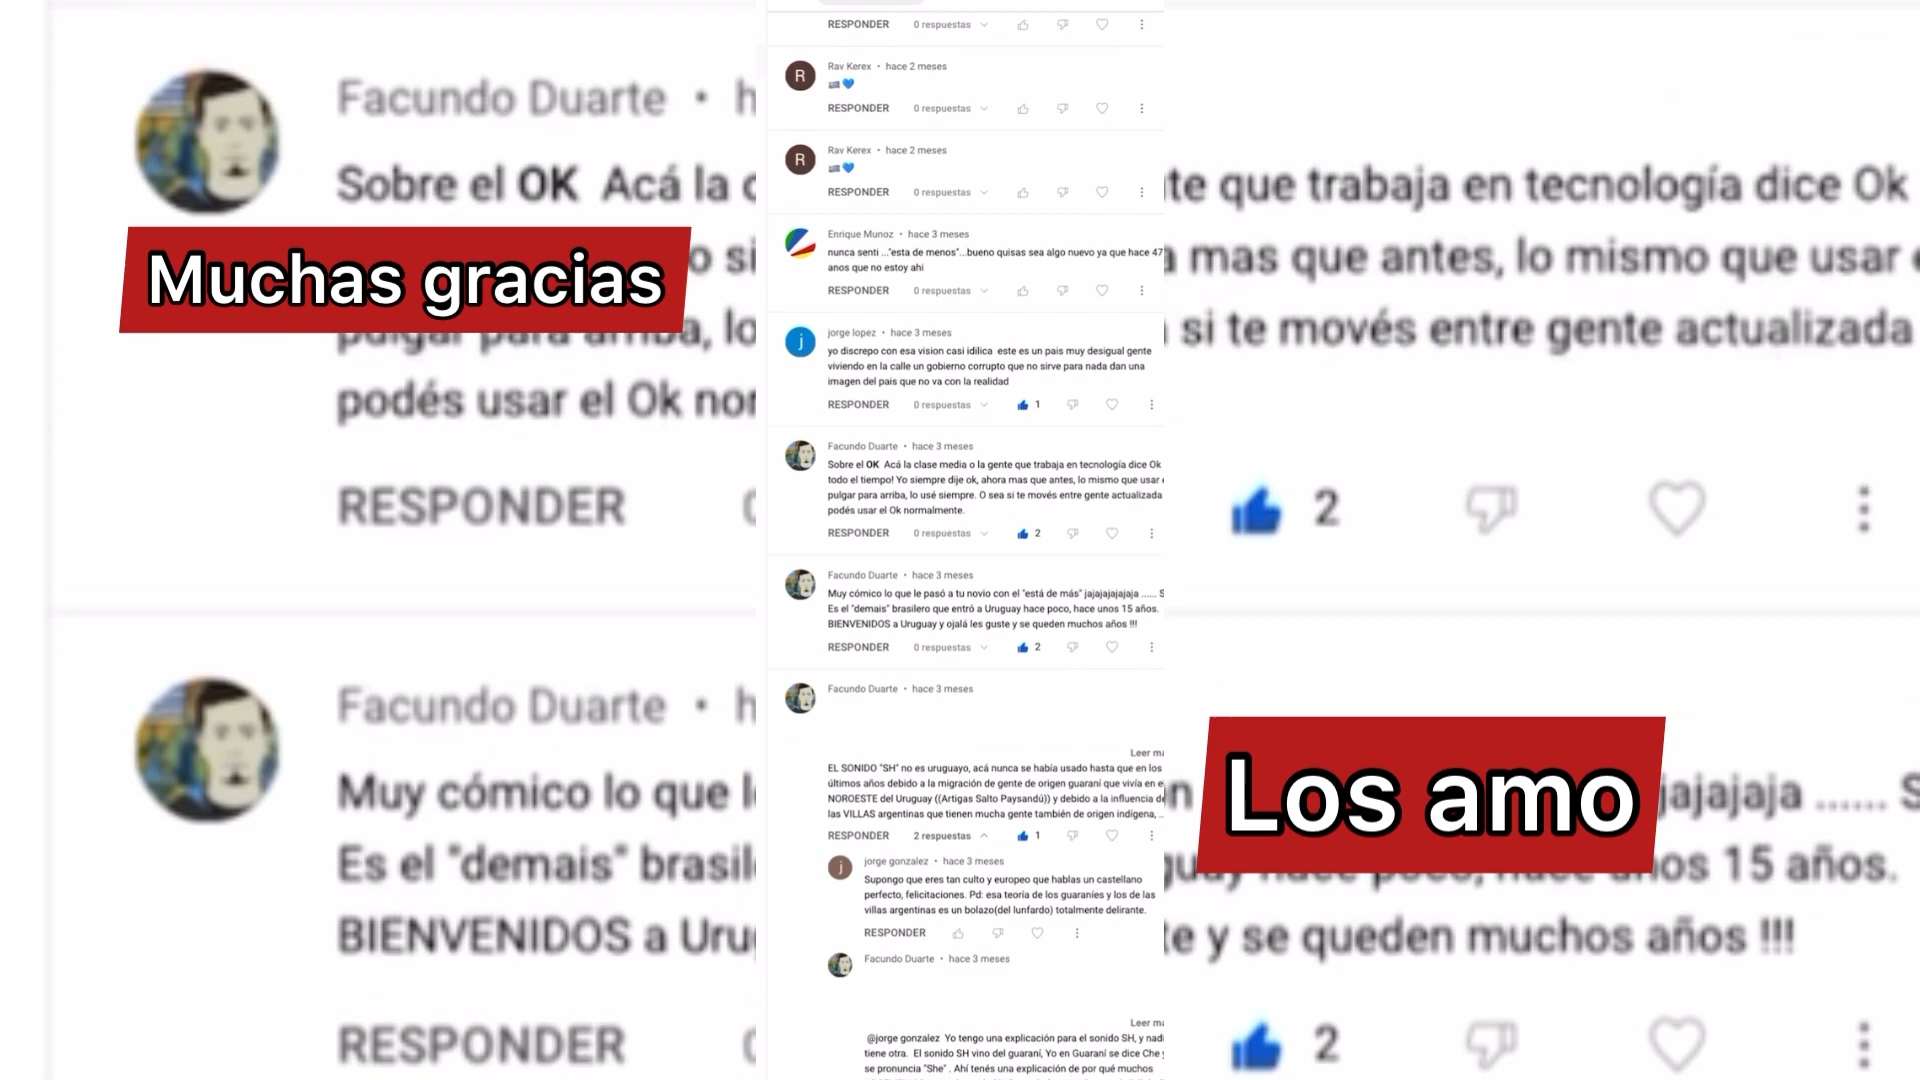 RESPONDER 0 respuestas
Rav Kerex • hace 2 meses
RESPONDER 0 respuestas
Rav Kerex • hace 2 meses
RESPONDER 0 respuestas
Enrique Munoz • hace 3 meses
nunca senti ..."esta de menos"...bueno quisas sea algo nuevo ya que hace 47
anos que no estoy ahi
RESPONDER 0 respuestas
jorge lopez • hace 3 meses
yo discrepo con esa vision casi idilica este es un pais muy desigual gente
viviendo en la calle un gobierno corrupto que no sirve para nada dan una
imagen del pais que no va con la realidad
RESPONDER 0 respuestas 1
Facundo Duarte • hace 3 meses
Sobre el OK Acá la clase media o la gente que trabaja en tecnología dice Ok
todo el tiempo! Yo siempre dije ok, ahora mas que antes, lo mismo que usar
pulgar para arriba, lo usé siempre. O sea si te movés entre gente actualizada
podés usar el Ok normalmente.
RESPONDER 0 respuestas 2
Facundo Duarte • hace 3 meses
Muy cómico lo que le pasó a tu novio con el "está de más" jajajajajajaja ...... S
Es el "demais" brasilero que entró a Uruguay hace poco, hace unos 15 años.
BIENVENIDOS a Uruguay y ojalá les guste y se queden muchos años !!!
RESPONDER 0 respuestas 2
Facundo Duarte • hace 3 meses
Leer m
EL SONIDO "SH" no es uruguayo, acá nunca se había usado hasta que en los
últimos años debido a la migración de gente de origen guaraní que vivía en e
NOROESTE del Uruguay ((Artigas Salto Paysandú)) y debido a la influencia d
las VILLAS argentinas que tienen mucha gente también de origen indígena, ..
RESPONDER 2 respuestas 1
jorge gonzalez • hace 3 meses
Supongo que eres tan culto y europeo que hablas un castellano
perfecto, felicitaciones. Pd: esa teoría de los guaraníes y los de las
villas argentinas es un bolazo(del lunfardo) totalmente delirante.
RESPONDER
Facundo Duarte • hace 3 meses
Leer m
@jorge gonzalez Yo tengo una explicación para el sonido SH, y nadi
tiene otra. El sonido SH vino del guaraní, Yo en Guaraní se dice Che
se pronuncia "She" . Ahí tenés una explicación de por qué muchos
Muchas gracias
Los amo
Facundo Duarte • h
Sobre el OK Acá la c
te que trabaja en tecnología dice Ok
o si
mas que antes, lo mismo que usar
pulgar para arriba, lo
si te movés entre gente actualizada
podés usar el Ok nor
RESPONDER
2
Facundo Duarte • h
Muy cómico lo que l
jajajaja ...... S
Es el "demais" brasil
hace poco, hace unos 15 años.
BIENVENIDOS a Uru
te y se queden muchos años !!!
RESPONDER
2